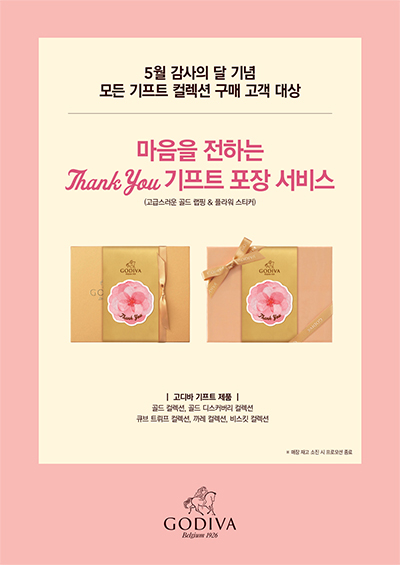 5월 감사의 달 기념
모든 기프트 컬렉션 구매 고객 대상
마음을 전하는
Thank You 기프트 포장 서비스
(고급스러운 골드 랩핑 & 플라워 스티커)
GODIVA
Thank You
GODIVA
Thank You
| 고디바 기프트 제품 |
골드 컬렉션, 골드 디스커버리 컬렉션
큐브 트뤼프 컬렉션, 까레 컬렉션, 비스킷 컬렉션
* 매장 재고 소진 시 프로모션 종료
GODIVA
Belgium 1926